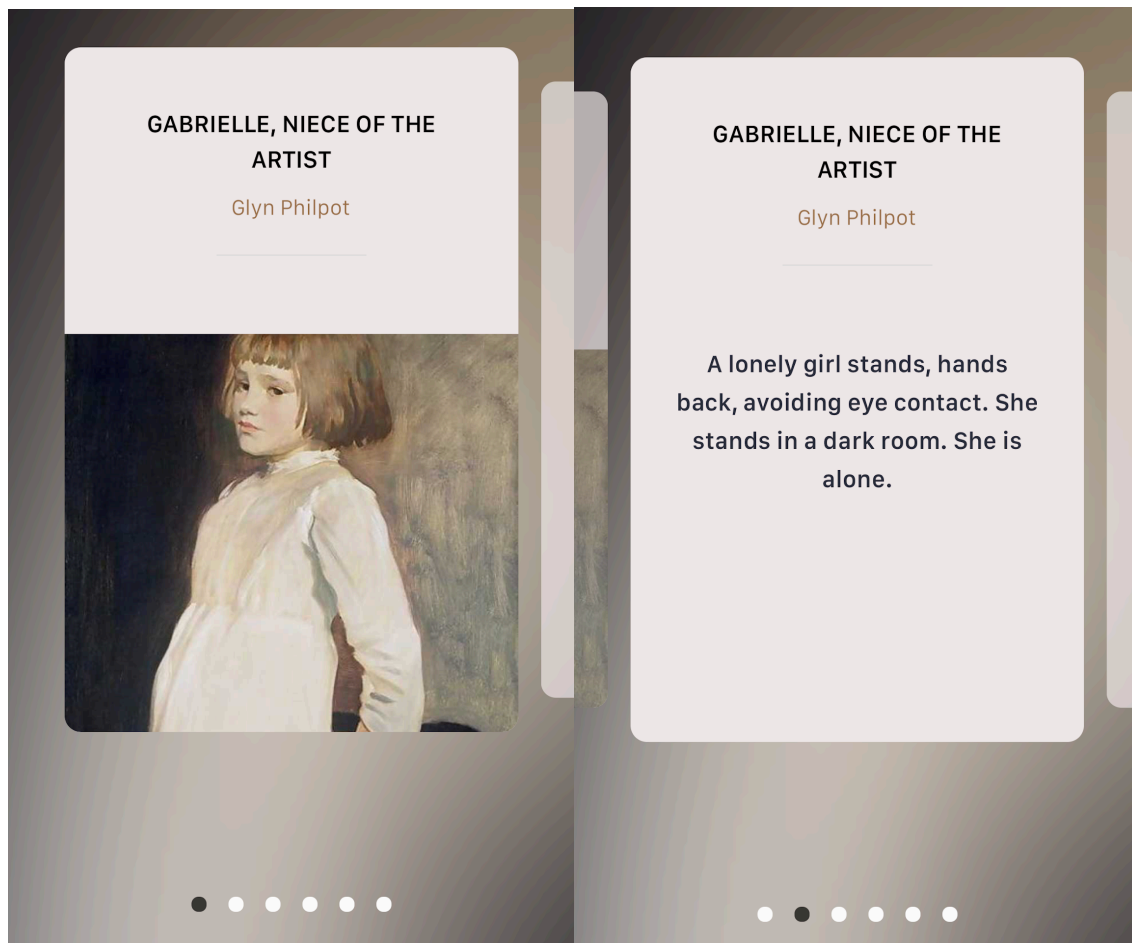 GABRIELLE, NIECE OF THE
ARTIST
Glyn Philpot
GABRIELLE, NIECE OF THE
ARTIST
Glyn Philpot
A lonely girl stands, hands
back, avoiding eye contact. She
stands in a dark room. She is
alone.